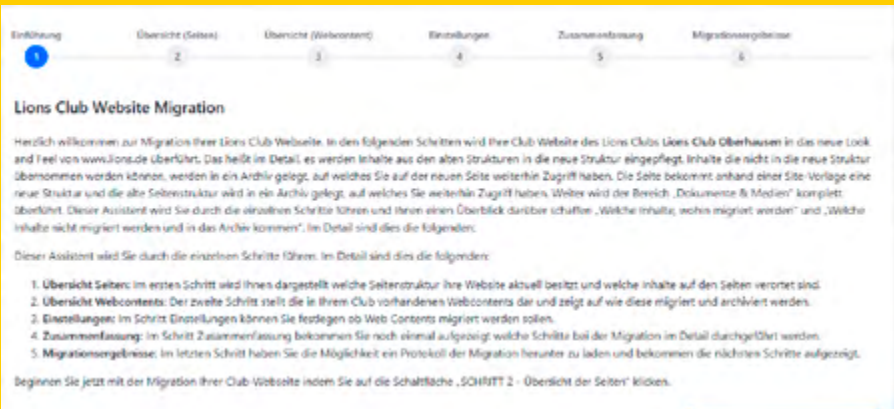 Einführung Übersicht (Seiten) Übersicht (Webcontent) Einstellungen Zusammenfassung Migrationsergebnisse
1 2 3 4 5 6
Lions Club Website Migration
Herzlich willkommen zur Migration Ihrer Lions Club Webseite. In den folgenden Schritten wird Ihre Club Website des Lions Clubs Lions Club Oberhausen in das neue Look
and Feel von www.lions.de überführt. Das heißt im Detail, es werden Inhalte aus den alten Strukturen in die neue Struktur eingepflegt. Inhalte die nicht in die neue Struktur
übernommen werden können, werden in ein Archiv gelegt, auf welches Sie auf der neuen Seite weiterhin Zugriff haben. Die Seite bekommt anhand einer Site-Vorlage eine
neue Struktur und die alte Seitenstruktur wird in ein Archiv gelegt, auf welches Sie weiterhin Zugriff haben. Weiter wird der Bereich „Dokumente & Medien" komplett
überführt. Dieser Assistent wird Sie durch die einzelnen Schritte führen und Ihnen einen Überblick darüber schaffen „Welche Inhalte, wohin migriert werden" und „Welche
Inhalte nicht migriert werden und in das Archiv kommen". Im Detail sind dies die folgenden:
Dieser Assistent wird Sie durch die einzelnen Schritte führen. Im Detail sind dies die folgenden:
1. Übersicht Seiten: Im ersten Schritt wird Ihnen dargestellt welche Seitenstruktur ihre Website aktuell besitzt und welche Inhalte auf den Seiten verortet sind.
2. Übersicht Webcontents: Der zweite Schritt stellt die in Ihrem Club vorhandenen Webcontents dar und zeigt auf wie diese migriert und archiviert werden.
3. Einstellungen: Im Schritt Einstellungen können Sie festlegen ob Web Contents migriert werden sollen.
4. Zusammenfassung: Im Schritt Zusammenfassung bekommen Sie noch einmal aufgezeigt welche Schritte bei der Migration im Detail durchgeführt werden.
5. Migrationsergebnisse: Im letzten Schritt haben Sie die Möglichkeit ein Protokoll der Migration herunter zu laden und bekommen die nächsten Schritte aufgezeigt.
Beginnen Sie jetzt mit der Migration Ihrer Club-Webseite indem Sie auf die Schaltfläche „SCHRITT 2 - Übersicht der Seiten" klicken.